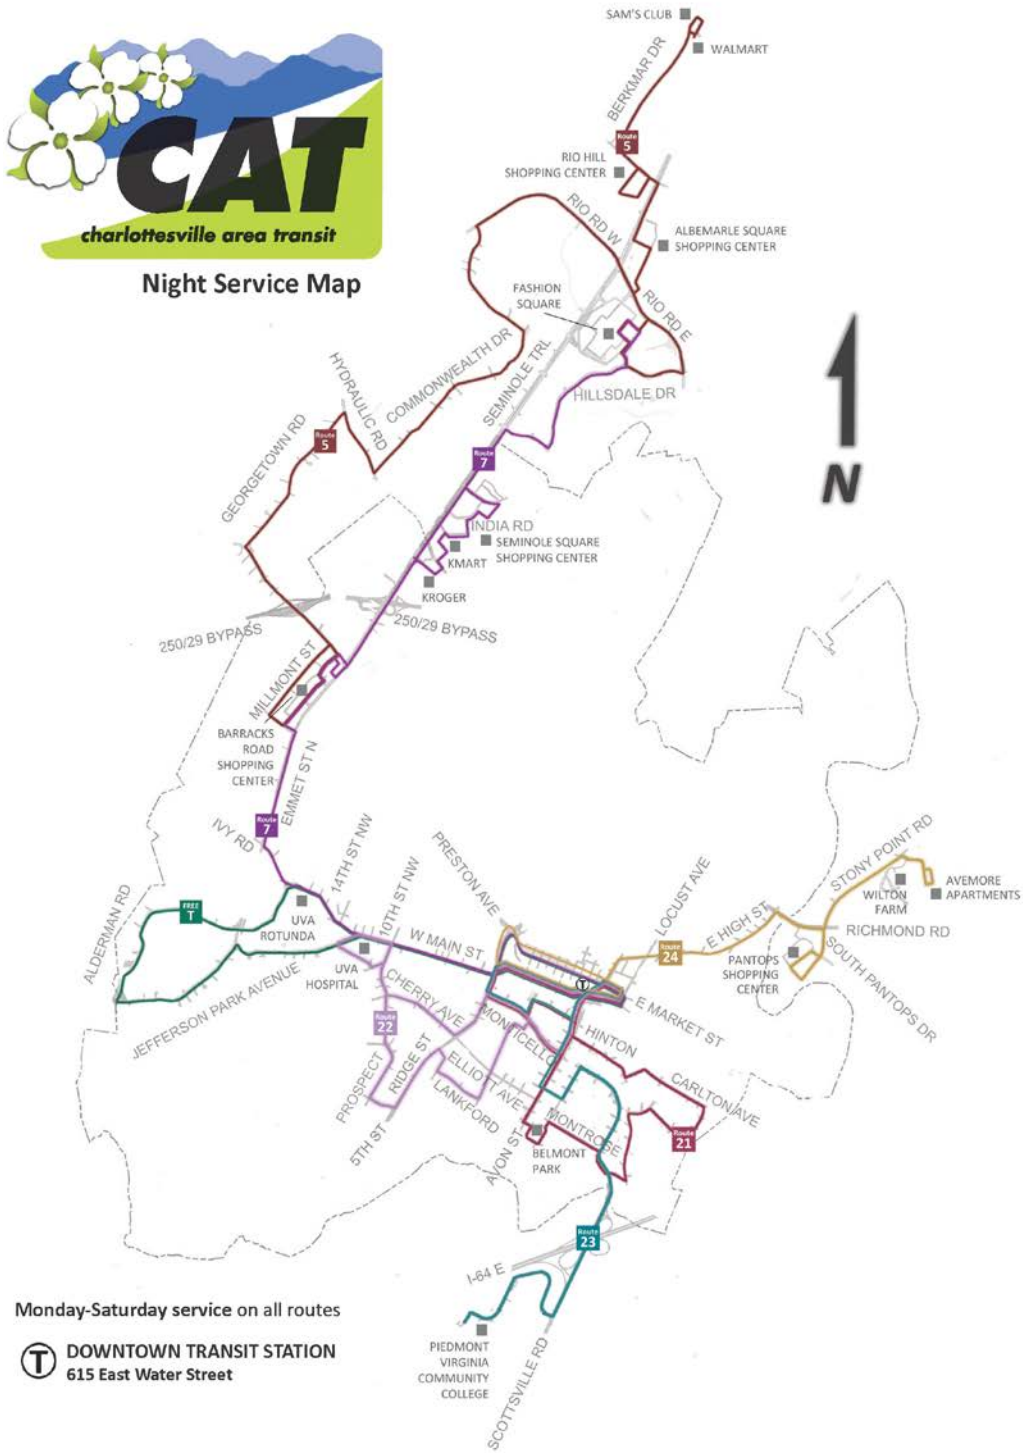 SAM'S CLUB
WALMART
BERKMAR DR
Route
5
RIO HILL
SHOPPING CENTER
CAT
charlottesville area transit
Night Service Map
RIO RD W
ALBEMARLE SQUARE
SHOPPING CENTER
FASHION
SQUARE
RIO RD E
HYDRAULIC RD
COMMONWEALTH DR
SEMINOLE TRL
HILLSDALE DR
GEORGETOWN RD
Route
5
Route
7
N
INDIA RD
SEMINOLE SQUARE
SHOPPING CENTER
KMART
KROGER
250/29 BYPASS
250/29 BYPASS
MILLMONT ST
BARRACKS
ROAD
SHOPPING
CENTER
EMMET ST N
Route
7
IVY RD
14TH ST NW
10TH ST NW
PRESTON AVE
LOCUST AVE
STONY POINT RD
AVEMORE
APARTMENTS
WILTON
FARM
ALDERMAN RD
FREE
T
UVA
ROTUNDA
W MAIN ST
E HIGH ST
RICHMOND RD
Route
24
PANTOPS
SHOPPING
CENTER
SOUTH PANTOPS DR
UVA
HOSPITAL
JEFFERSON PARK AVENUE
CHERRY AVE
T
E MARKET ST
Route
22
MONTICELLO
HINTON
PROSPECT
RIDGE ST
ELLIOTT AVE
LANKFORD
CARLTON AVE
5TH ST
AVON ST
MONTROSE
Route
21
BELMONT
PARK
Route
23
I-64 E
Monday-Saturday service on all routes
T DOWNTOWN TRANSIT STATION
615 East Water Street
PIEDMONT
VIRGINIA
COMMUNITY
COLLEGE
SCOTTSVILLE RD